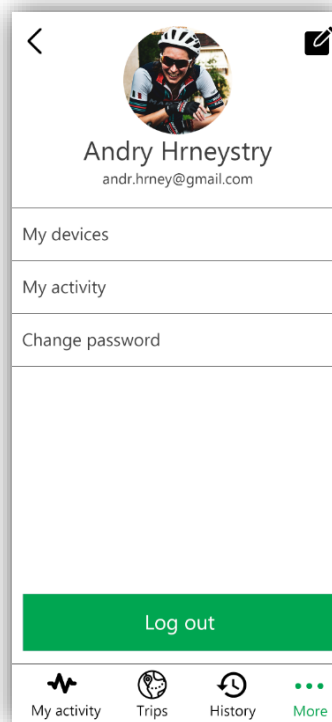 Andry Hrneystry
andr.hrney@gmail.com
My devices
My activity
Change password
Log out
My activity Trips History More